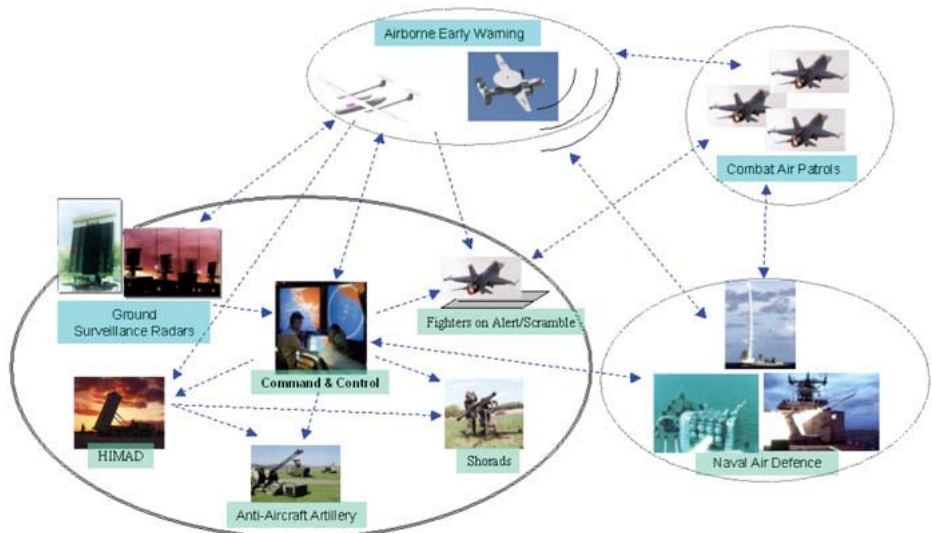 Airborne Early Warning
Combat Air Patrols
Ground
Surveillance Radars
Fighters on Alert/Scramble
Command & Control
HIMAD
Shorads
Anti-Aircraft Artillery
Naval Air Defence